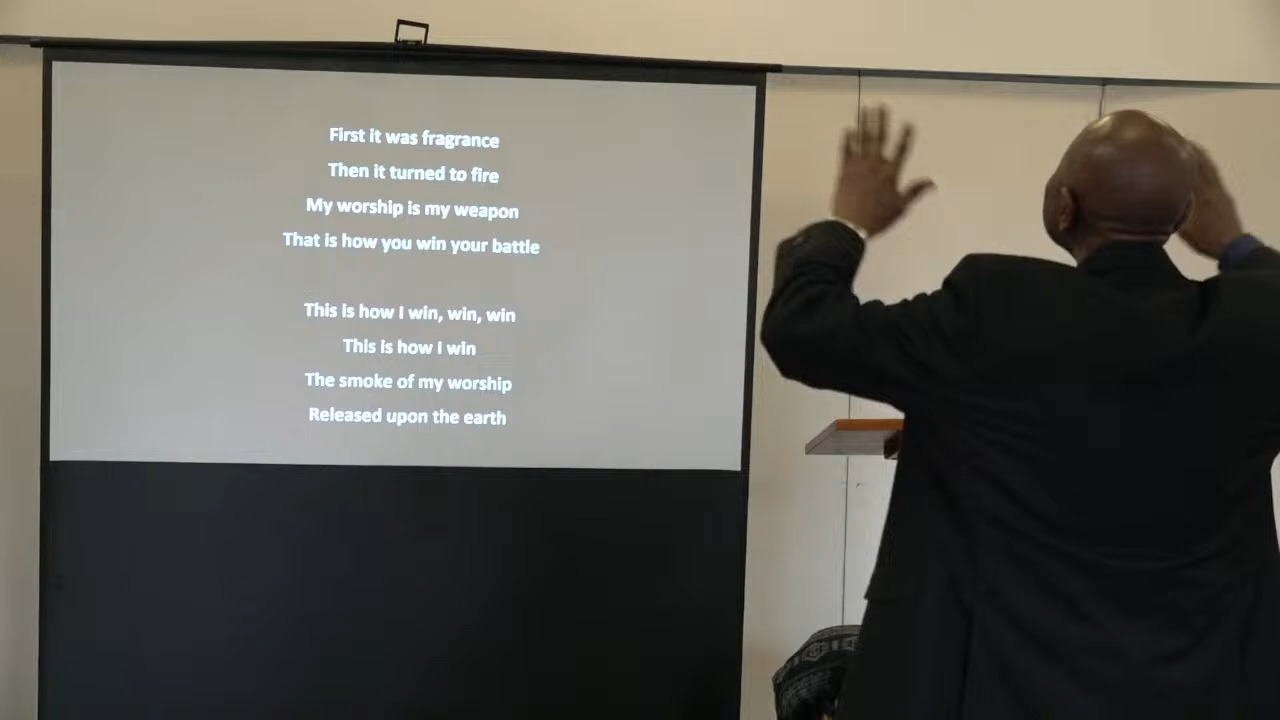 First it was fragrance
Then it turned to fire
My worship is my weapon
That is how you win your battle
This is how I win, win, win
This is how I win
The smoke of my worship
Released upon the earth